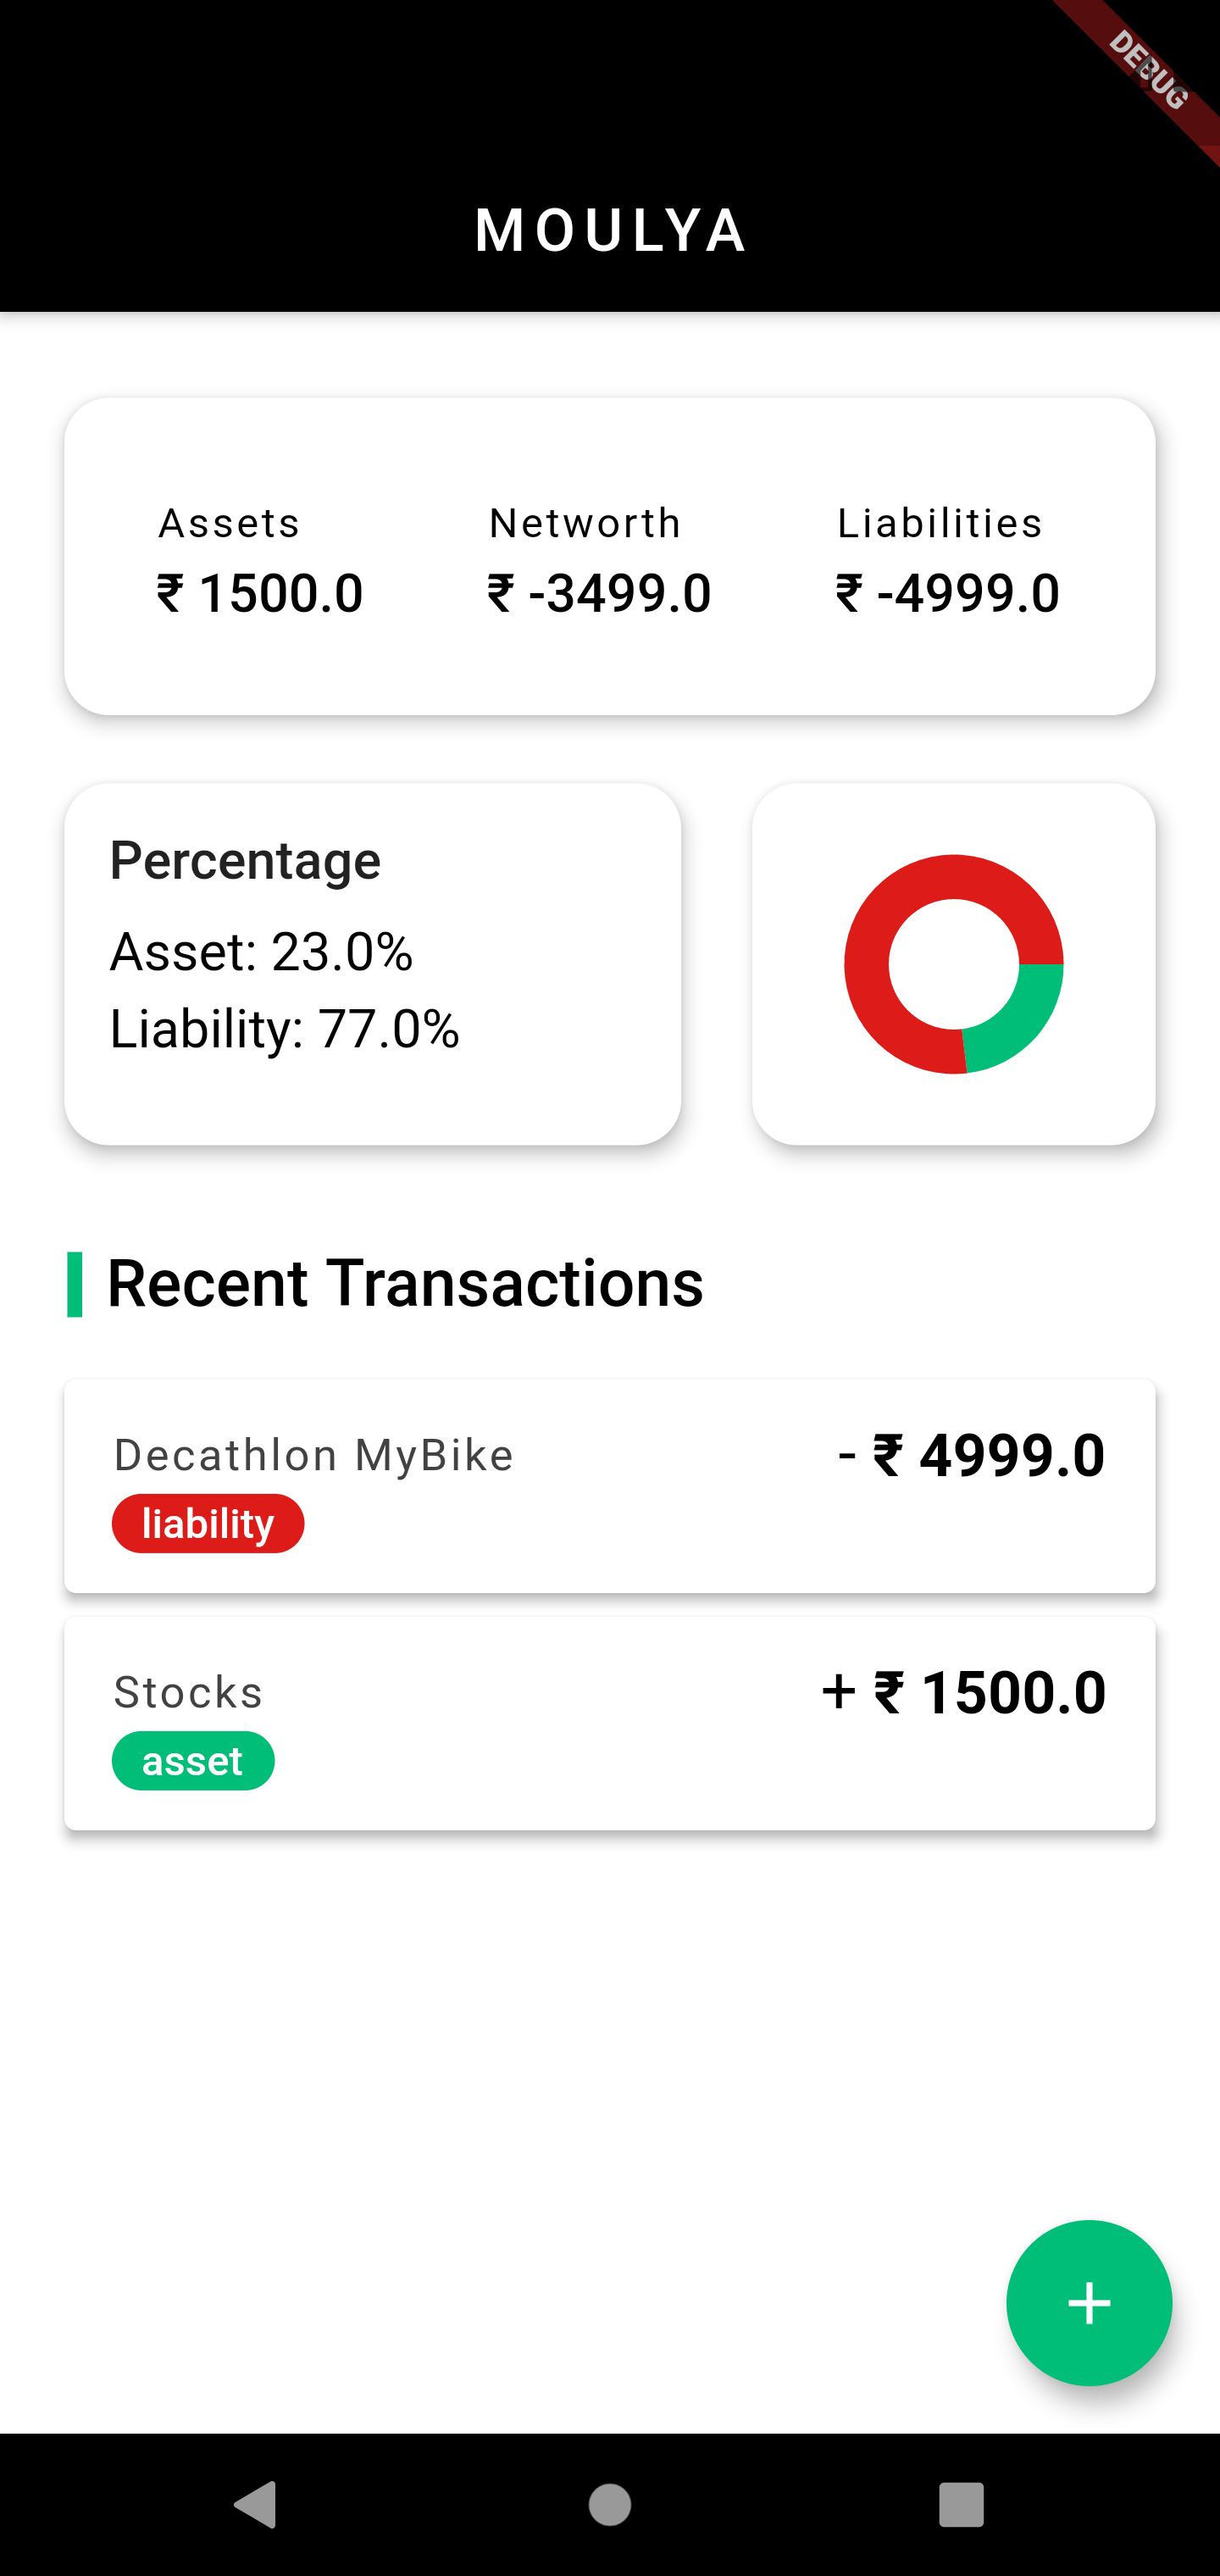 DEBUG
MOULYA
Assets Networth Liabilities
₹ 1500.0 ₹ -3499.0 ₹ -4999.0
Percentage
Asset: 23.0%
Liability: 77.0%
Recent Transactions
Decathlon MyBike - ₹ 4999.0
liability
Stocks + ₹ 1500.0
asset
+